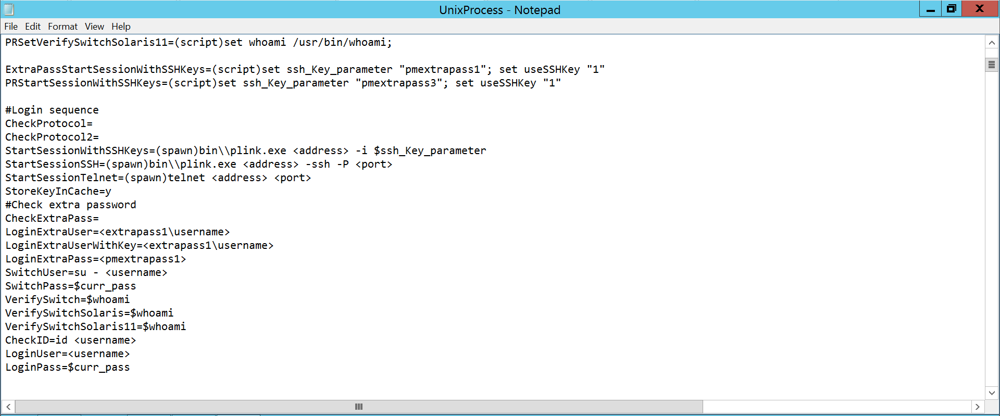 UnixProcess - Notepad
File Edit Format View Help
PRSetVerifySwitchSolaris11=(script)set whoami /usr/bin/whoami;
ExtraPassStartSessionWithSSHKeys=(script)set ssh_Key_parameter "pmextrapass1"; set useSSHKey "1"
PRStartSessionWithSSHKeys=(script)set ssh_Key_parameter "pmextrapass3"; set useSSHKey "1"
#Login sequence
CheckProtocol=
CheckProtocol2=
StartSessionWithSSHKeys=(spawn)bin\\plink.exe <address> -i $ssh_Key_parameter
StartSessionSSH=(spawn)bin\\plink.exe <address> -ssh -P <port>
StartSessionTelnet=(spawn)telnet <address> <port>
StoreKeyInCache=y
#Check extra password
CheckExtraPass=
LoginExtraUser=<extrapass1\username>
LoginExtraUserWithKey=<extrapass1\username>
LoginExtraPass=<pmextrapass1>
SwitchUser=su - <username>
SwitchPass=$curr_pass
VerifySwitch=$whoami
VerifySwitchSolaris=$whoami
VerifySwitchSolaris11=$whoami
CheckID=id <username>
LoginUser=<username>
LoginPass=$curr_pass